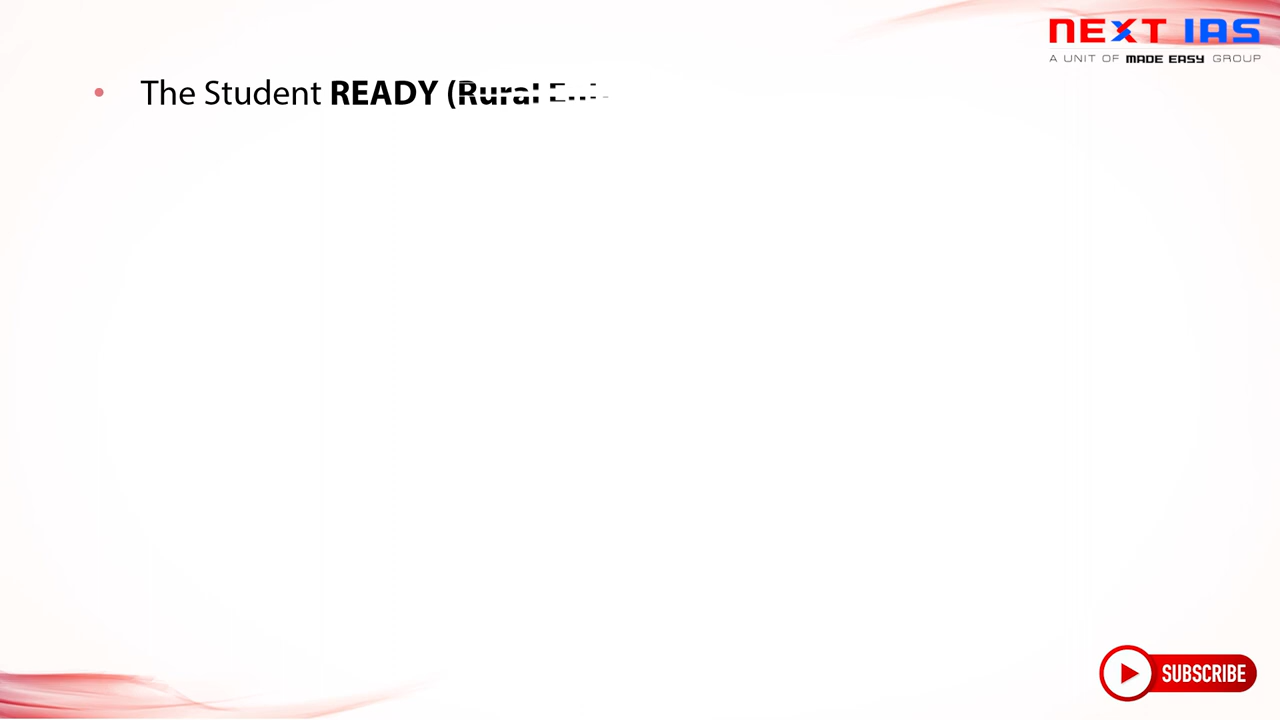 NEXT IAS
A UNIT OF MADE EASY GROUP
• The Student READY (Rural
SUBSCRIBE